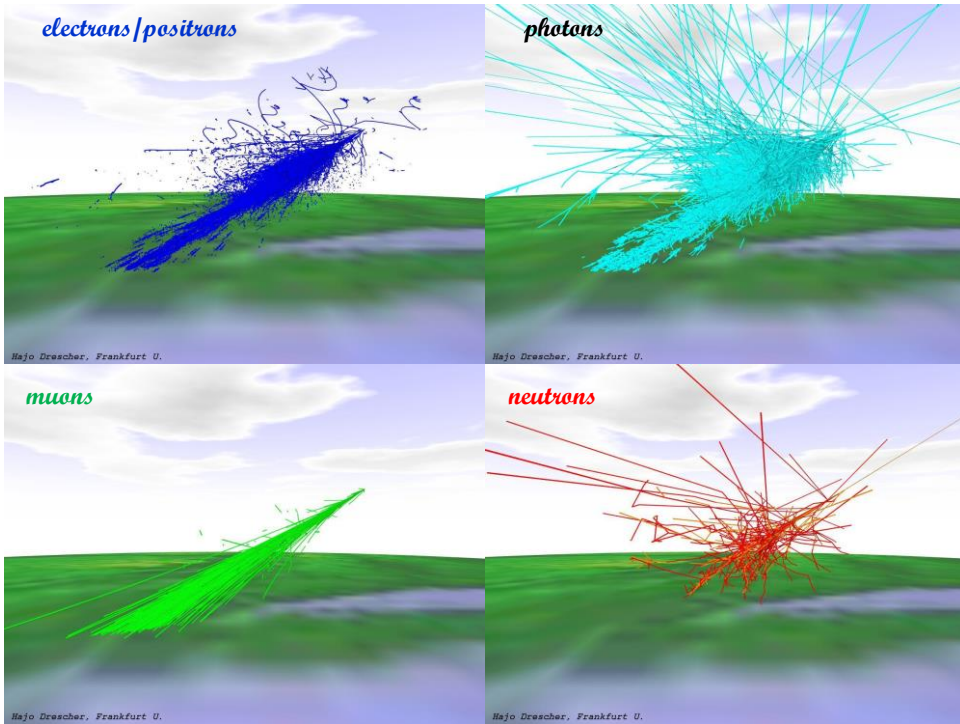 electrons/positrons
photons
Hajo Drescher, Frankfurt U.
Hajo Drescher, Frankfurt U.
muons
neutrons
Hajo Drescher, Frankfurt U.
Hajo Drescher, Frankfurt U.